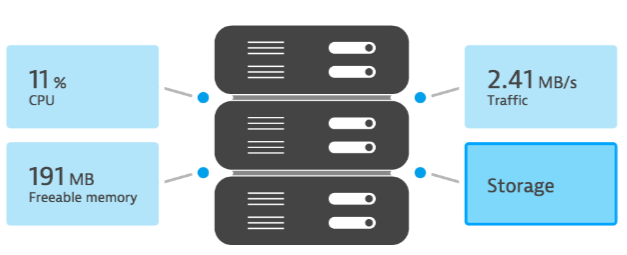 11 %
CPU
2.41 MB/s
Traffic
191 MB
Freeable memory
Storage